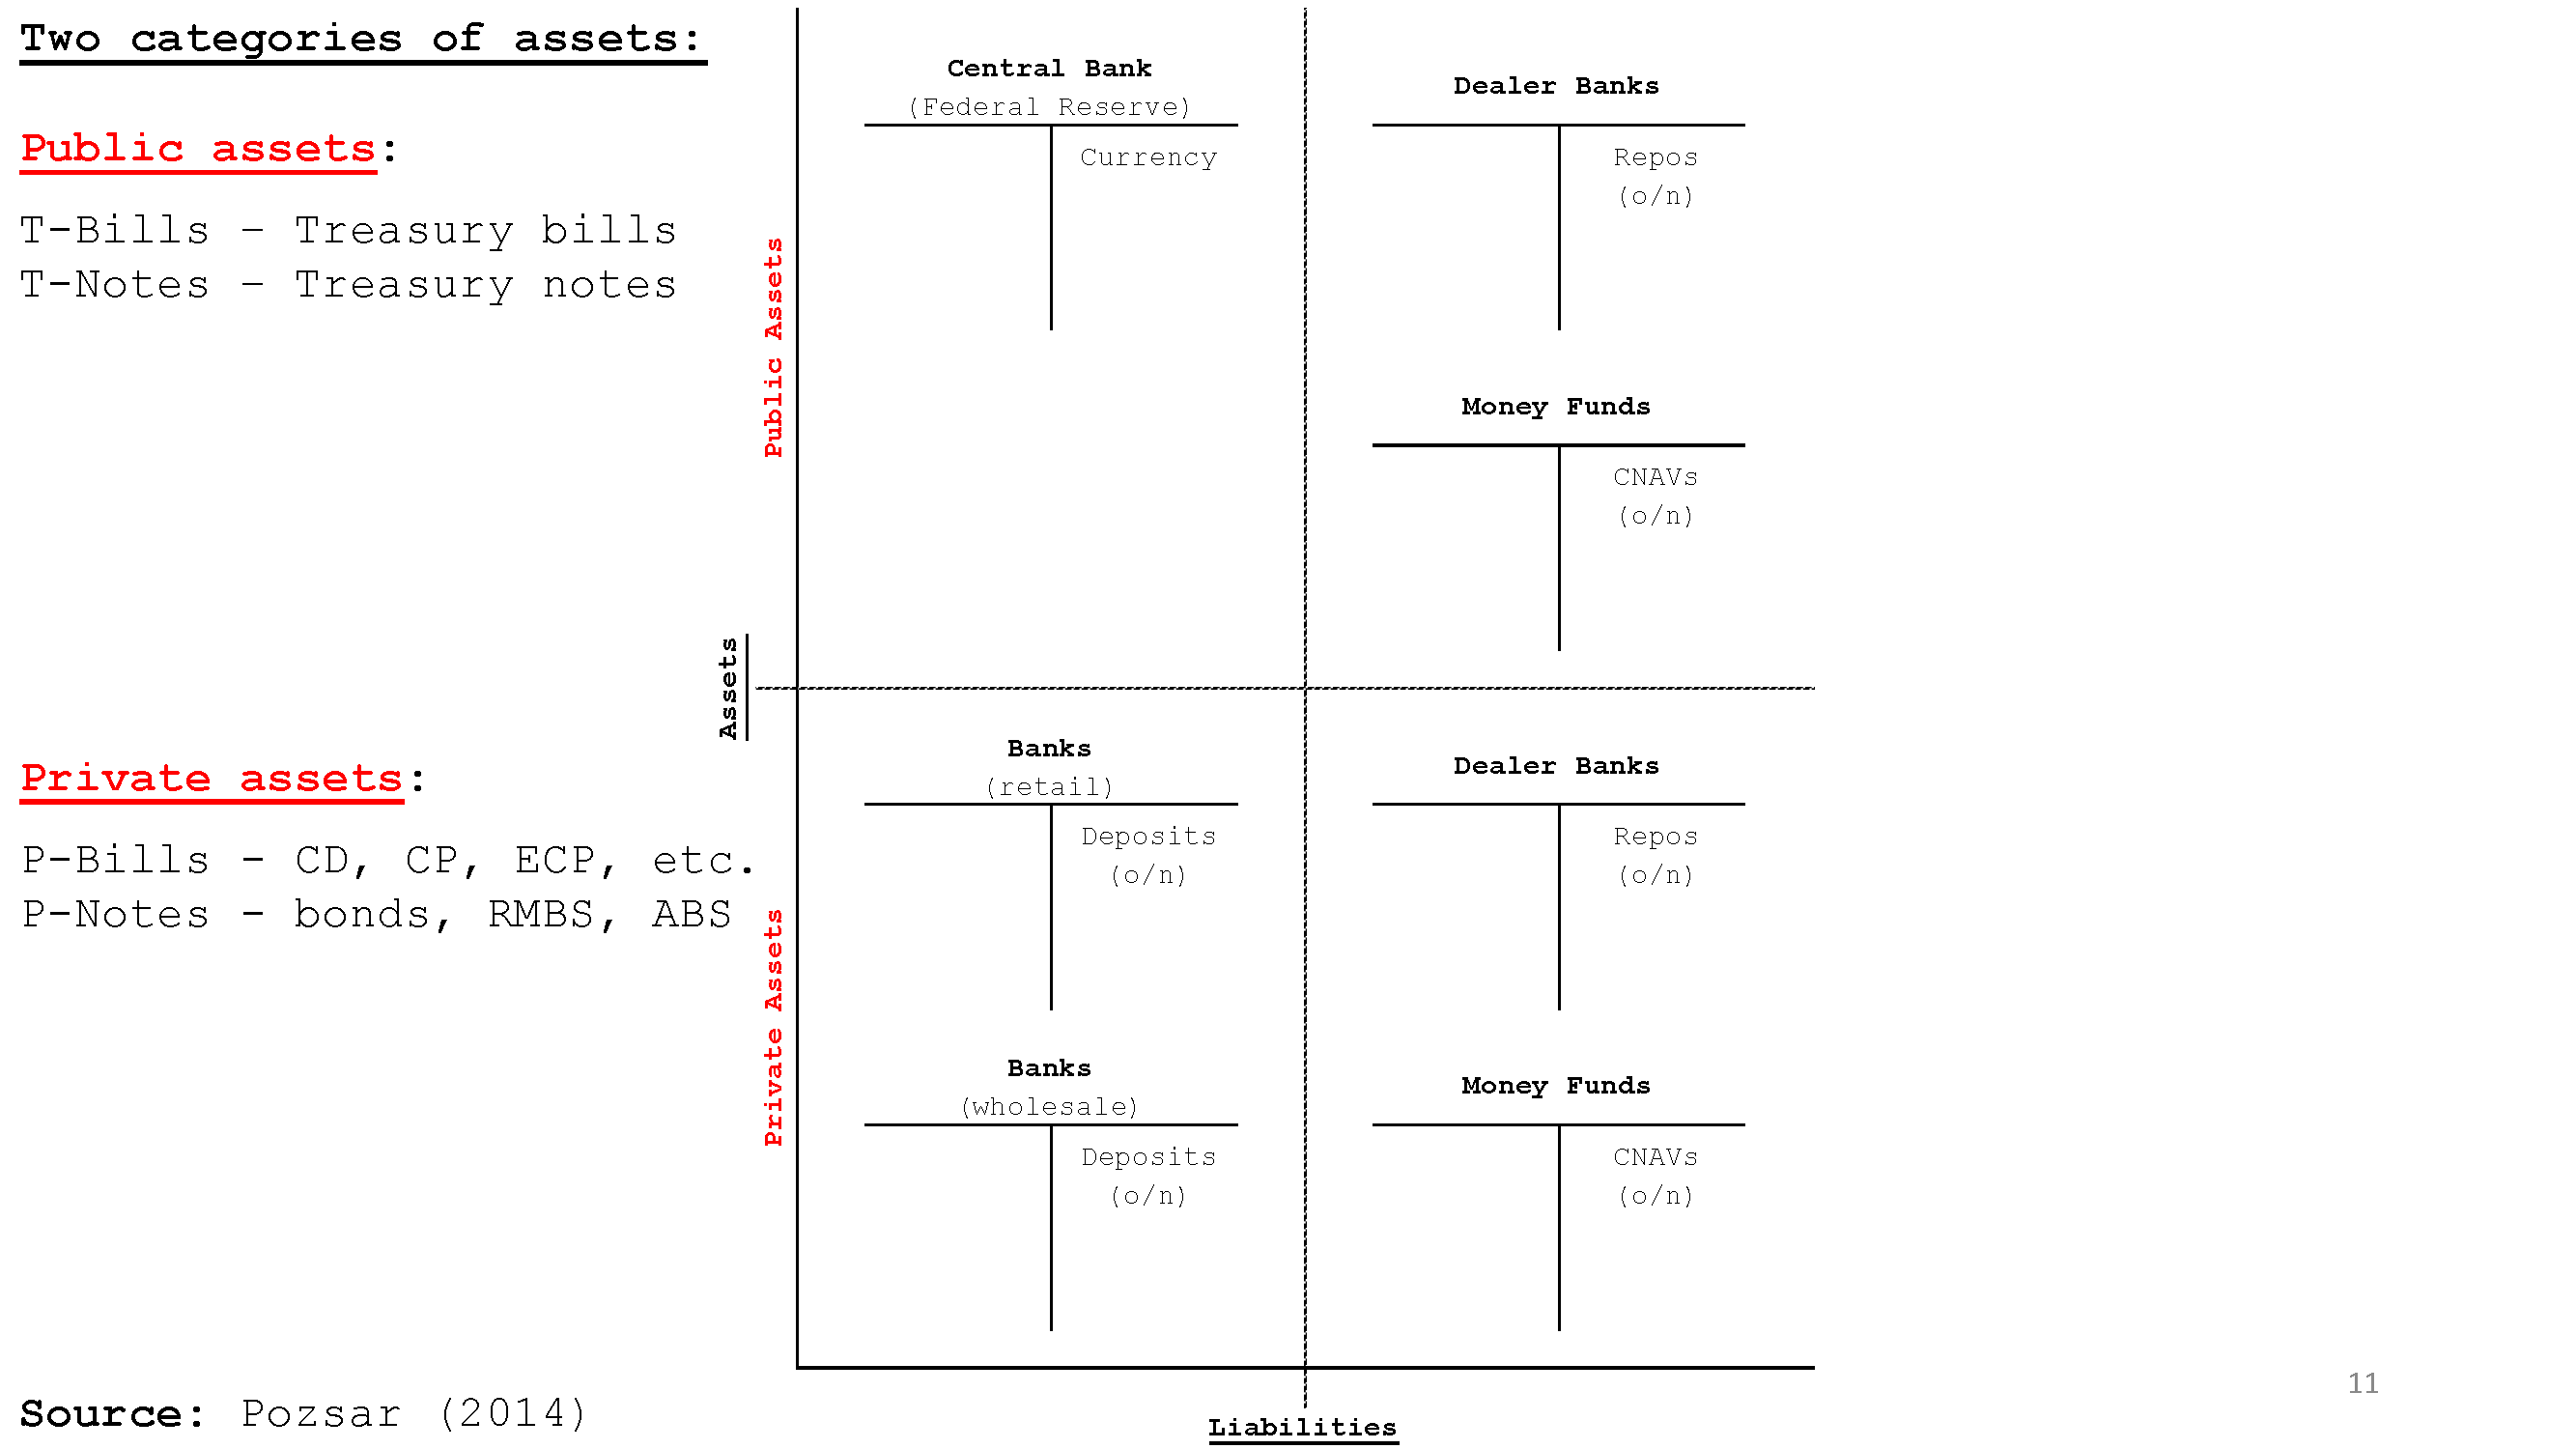 Two categories of assets:
Public assets:
T-Bills – Treasury bills
T-Notes – Treasury notes
Private assets:
P-Bills - CD, CP, ECP, etc.
P-Notes - bonds, RMBS, ABS
Source: Pozsar (2014)
Assets
Public Assets
Private Assets
Central Bank
(Federal Reserve)
Currency
Dealer Banks
Repos
(o/n)
Money Funds
CNAVs
(o/n)
Banks
(retail)
Deposits
(o/n)
Dealer Banks
Repos
(o/n)
Banks
(wholesale)
Deposits
(o/n)
Money Funds
CNAVs
(o/n)
Liabilities
11